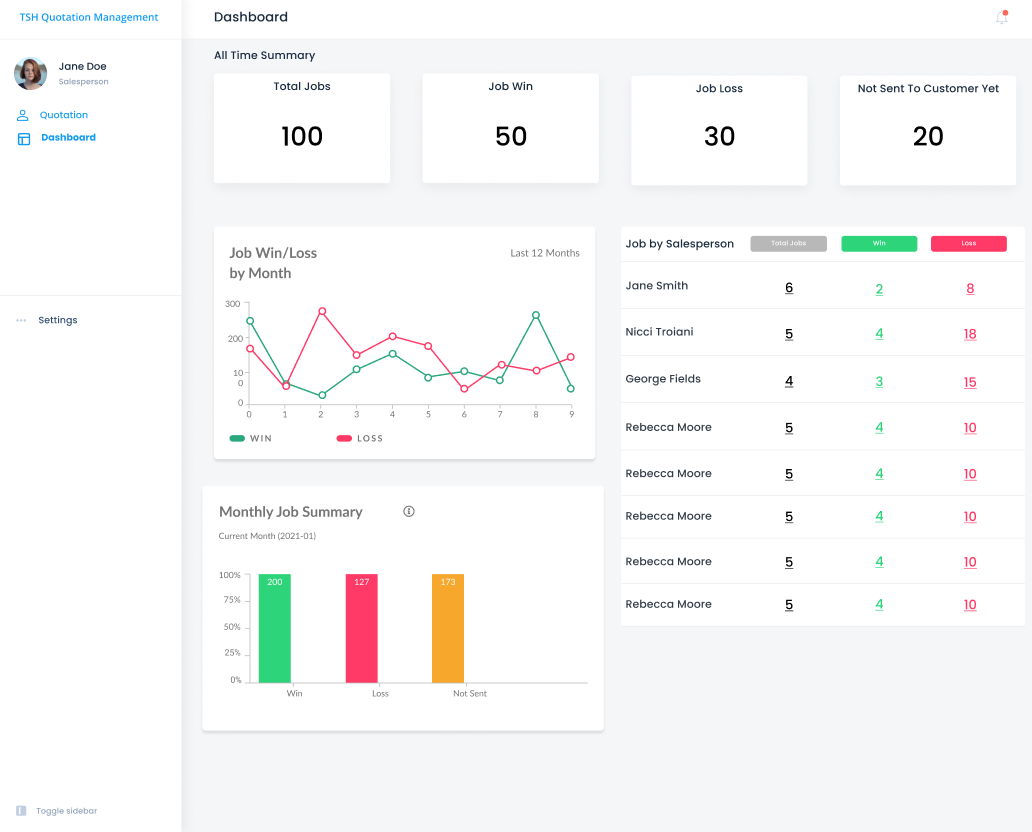 TSH Quotation Management
Dashboard
Jane Doe
Salesperson
Quotation
Dashboard
Settings
Toggle sidebar
All Time Summary
Total Jobs
100
Job Win
50
Job Loss
30
Not Sent To Customer Yet
20
Job Win/Loss
by Month
Last 12 Months
300
200
10
0
0
0 1 2 3 4 5 6 7 8 9
WIN LOSS
Monthly Job Summary
Current Month (2021-01)
100%
75%
50%
25%
0%
200 127 173
Win Loss Not Sent
Job by Salesperson Total Jobs Win Loss
Jane Smith 6 2 8
Nicci Troiani 5 4 18
George Fields 4 3 15
Rebecca Moore 5 4 10
Rebecca Moore 5 4 10
Rebecca Moore 5 4 10
Rebecca Moore 5 4 10
Rebecca Moore 5 4 10